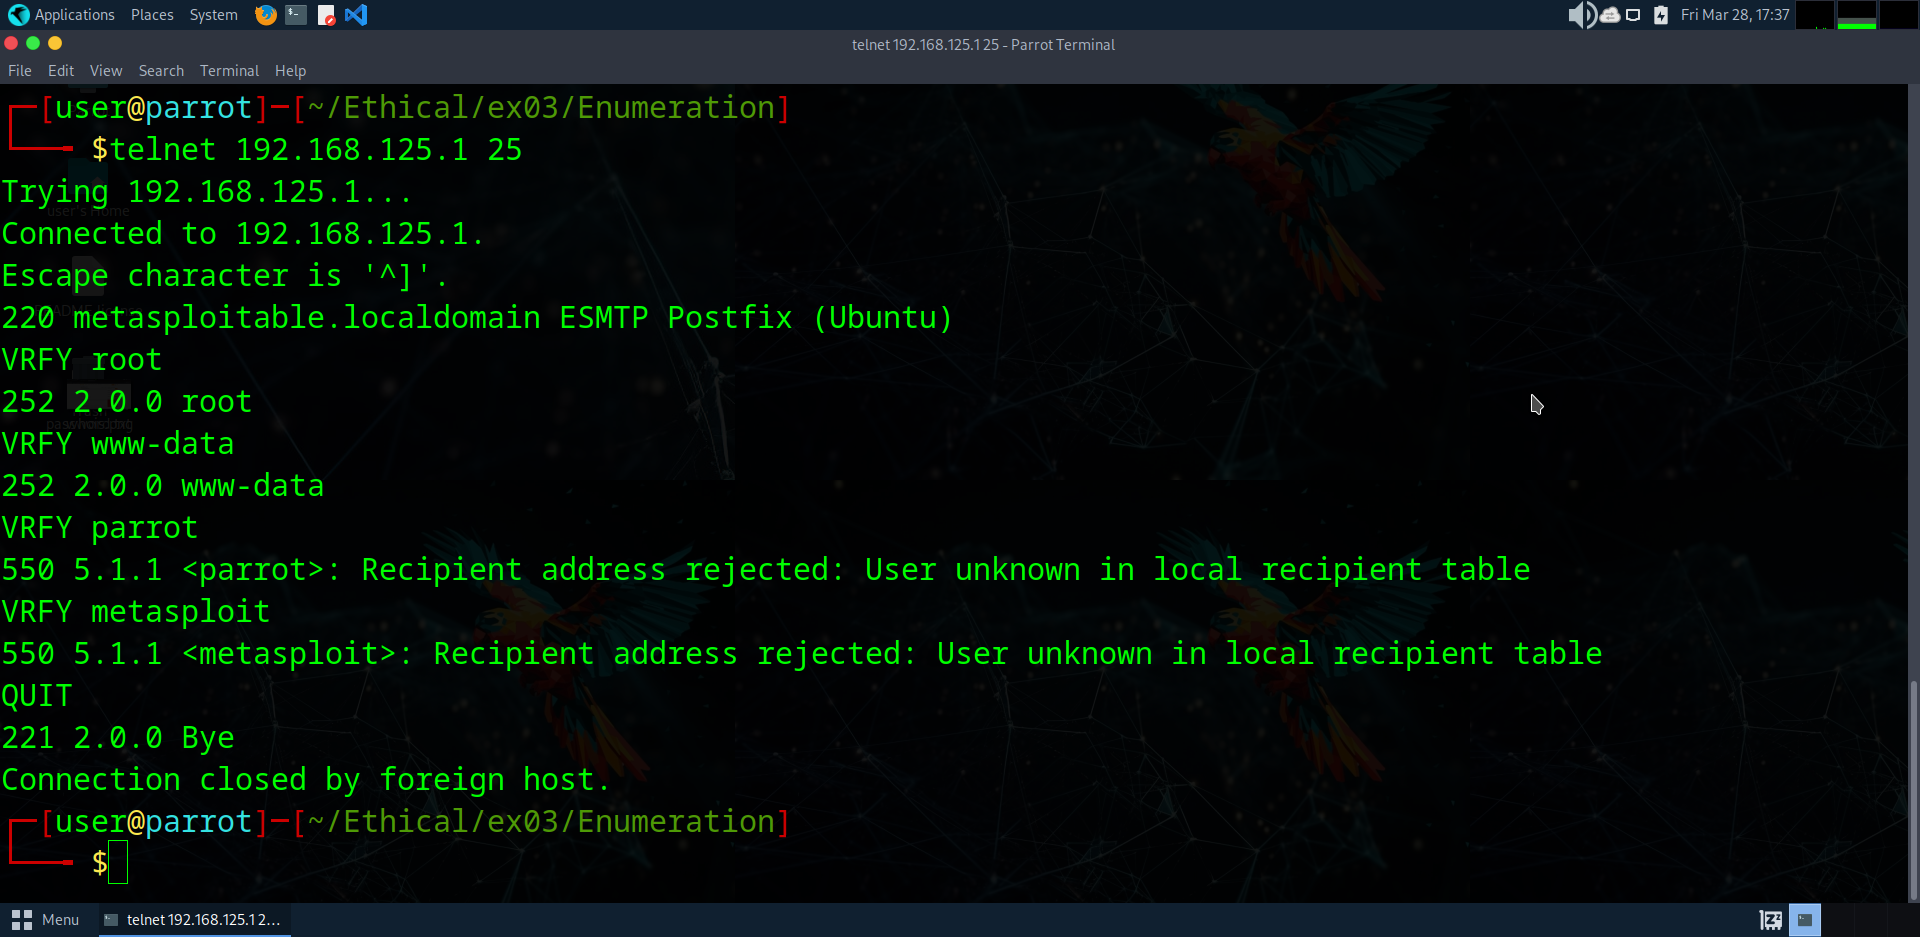 Applications Places System Fri Mar 28, 17:37
telnet 192.168.125.1 25 - Parrot Terminal
File Edit View Search Terminal Help
[user@parrot]─[~/Ethical/ex03/Enumeration]
$telnet 192.168.125.1 25
Trying 192.168.125.1...
user's Home
Connected to 192.168.125.1.
Escape character is '^]'.
220 metasploitable.localdomain ESMTP Postfix (Ubuntu)
VRFY root
252 2.0.0 root
VRFY www-data
252 2.0.0 www-data
VRFY parrot
550 5.1.1 <parrot>: Recipient address rejected: User unknown in local recipient table
VRFY metasploit
550 5.1.1 <metasploit>: Recipient address rejected: User unknown in local recipient table
QUIT
221 2.0.0 Bye
Connection closed by foreign host.
[user@parrot]─[~/Ethical/ex03/Enumeration]
$
Menu telnet 192.168.125.1 2...